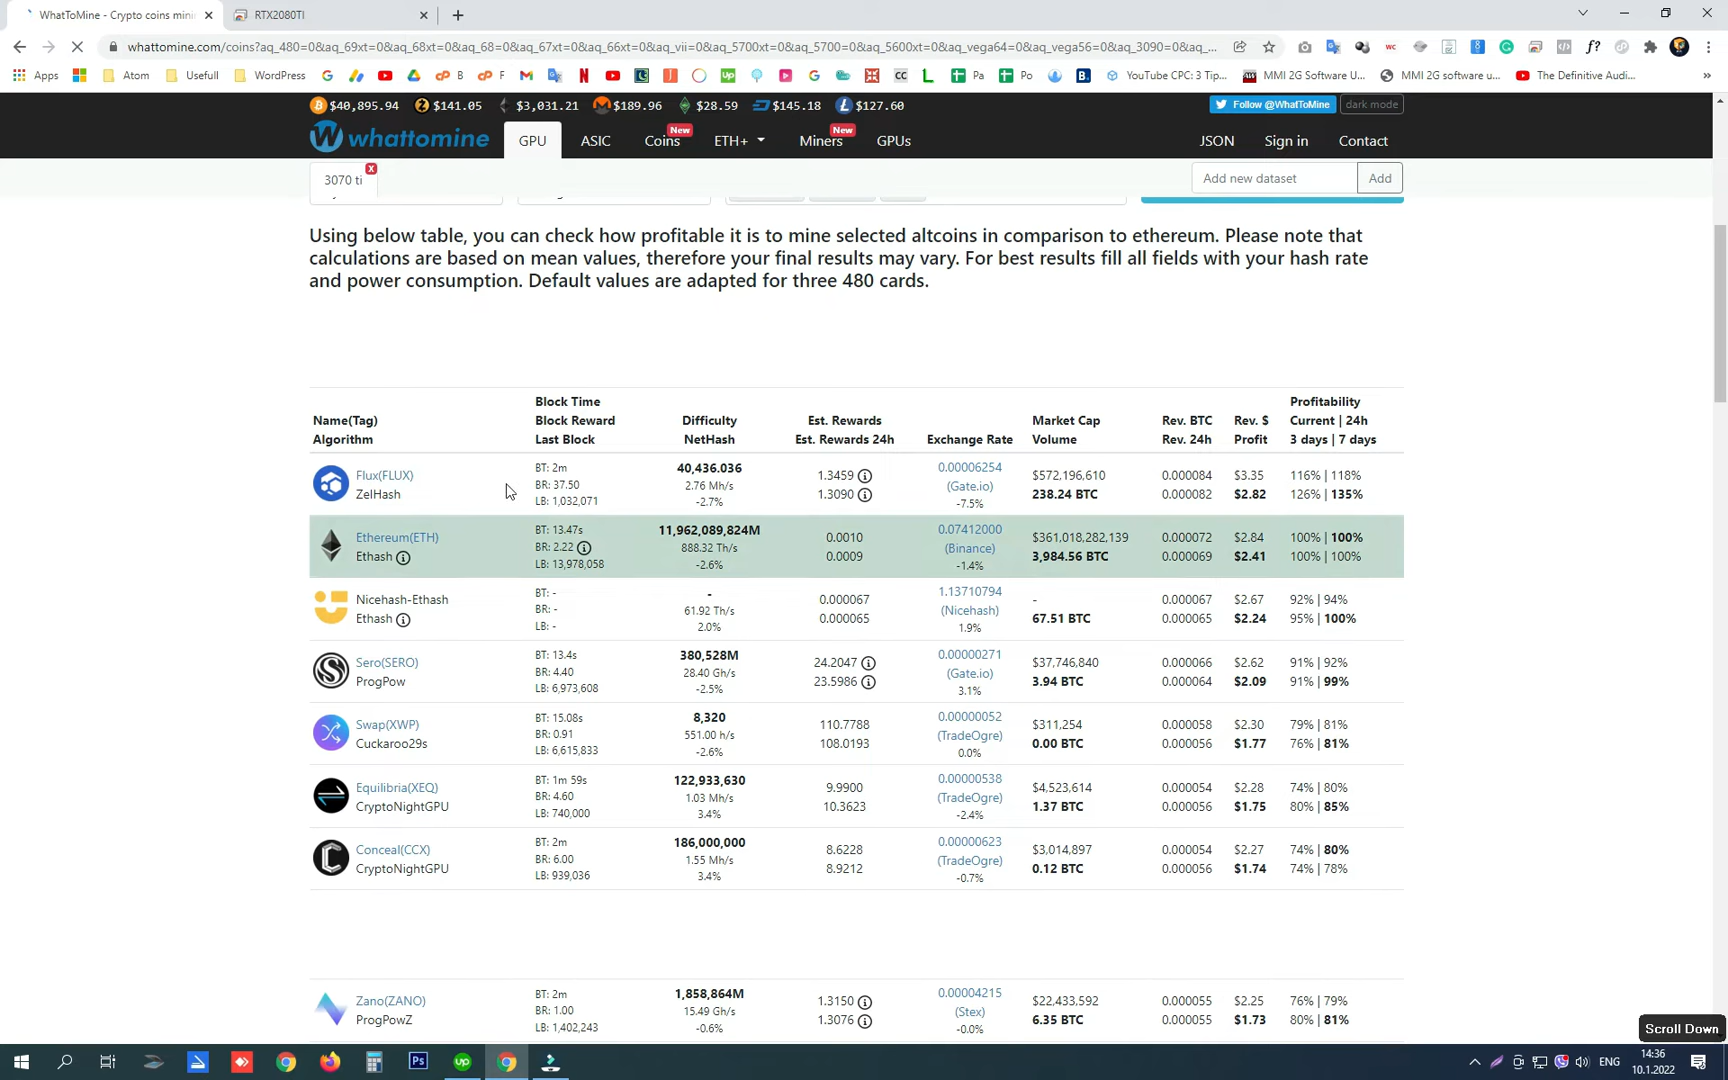 WhatToMine - Crypto coins mini
RTX2080TI
whattomine.com/coins?aq_480=0&aq_69xt=0&aq_68xt=0&aq_68=0&aq_67xt=0&aq_66xt=0&aq_vii=0&aq_5700xt=0&aq_5700=0&aq_5600xt=0&aq_vega64=0&aq_vega56=0&aq_3090=0&aq_...
Apps Atom Usefull WordPress B F Pa Po YouTube CPC: 3 Tip... MMI 2G Software U... MMI 2G software u... The Definitive Audi...
$40,895.94 $141.05 $3,031.21 $189.96 $28.59 $145.18 $127.60 Follow @WhatToMine dark mode
New New
whattomine GPU ASIC Coins ETH+ Miners GPUs JSON Sign in Contact
3070 ti x Add new dataset Add
Using below table, you can check how profitable it is to mine selected altcoins in comparison to ethereum. Please note that
calculations are based on mean values, therefore your final results may vary. For best results fill all fields with your hash rate
and power consumption. Default values are adapted for three 480 cards.
Block Time Profitability
Name(Tag) Block Reward Difficulty Est. Rewards Market Cap Rev. BTC Rev. $ Current | 24h
Algorithm Last Block NetHash Est. Rewards 24h Exchange Rate Volume Rev. 24h Profit 3 days | 7 days
BT: 2m 40,436.036 0.00006254
Flux(FLUX) BR: 37.50 2.76 Mh/s 1.3459 (Gate.io) $572,196,610 0.000084 $3.35 116% | 118%
ZelHash LB: 1,032,071 -2.7% 1.3090 -7.5% 238.24 BTC 0.000082 $2.82 126% | 135%
BT: 13.47s 11,962,089,824M 0.07412000
Ethereum(ETH) BR: 2.22 888.32 Th/s 0.0010 (Binance) $361,018,282,139 0.000072 $2.84 100% | 100%
Ethash LB: 13,978,058 -2.6% 0.0009 -1.4% 3,984.56 BTC 0.000069 $2.41 100% | 100%
BT: - - 1.13710794
Nicehash-Ethash BR: - 61.92 Th/s 0.000067 (Nicehash) - 0.000067 $2.67 92% | 94%
Ethash LB: - 2.0% 0.000065 1.9% 67.51 BTC 0.000065 $2.24 95% | 100%
BT: 13.4s 380,528M 0.00000271
Sero(SERO) BR: 4.40 28.40 Gh/s 24.2047 (Gate.io) $37,746,840 0.000066 $2.62 91% | 92%
ProgPow LB: 6,973,608 -2.5% 23.5986 3.1% 3.94 BTC 0.000064 $2.09 91% | 99%
BT: 15.08s 8,320 0.00000052
Swap(XWP) BR: 0.91 551.00 h/s 110.7788 (TradeOgre) $311,254 0.000058 $2.30 79% | 81%
Cuckaroo29s LB: 6,615,833 -2.6% 108.0193 0.0% 0.00 BTC 0.000056 $1.77 76% | 81%
BT: 1m 59s 122,933,630 0.00000538
Equilibria(XEQ) BR: 4.60 1.03 Mh/s 9.9900 (TradeOgre) $4,523,614 0.000054 $2.28 74% | 80%
CryptoNightGPU LB: 740,000 3.4% 10.3623 -2.4% 1.37 BTC 0.000056 $1.75 80% | 85%
BT: 2m 186,000,000 0.00000623
Conceal(CCX) BR: 6.00 1.55 Mh/s 8.6228 (TradeOgre) $3,014,897 0.000054 $2.27 74% | 80%
CryptoNightGPU LB: 939,036 3.4% 8.9212 -0.7% 0.12 BTC 0.000056 $1.74 74% | 78%
BT: 2m 1,858,864M 0.00004215
Zano(ZANO) BR: 1.00 15.49 Gh/s 1.3150 (Stex) $22,433,592 0.000055 $2.25 76% | 79%
ProgPowZ LB: 1,402,243 -0.6% 1.3076 -0.0% 6.35 BTC 0.000055 $1.73 80% | 81%
Scroll Down
ENG 14:36
10.1.2022